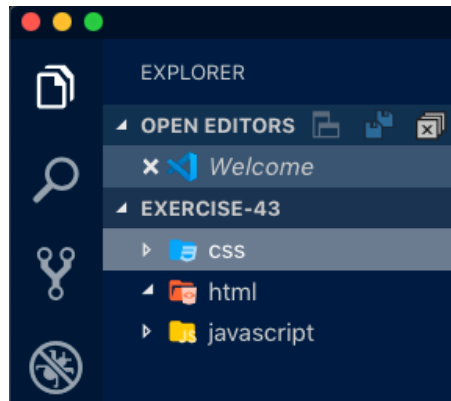 EXPLORER
OPEN EDITORS
Welcome
EXERCISE-43
css
html
javascript